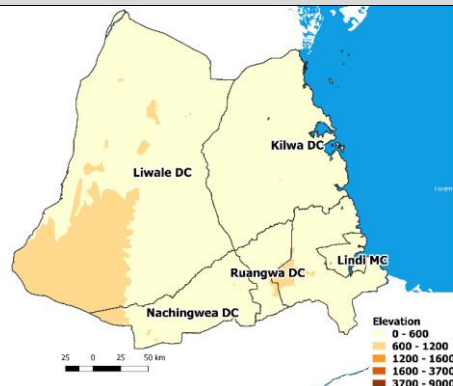 Kilwa DC
Liwale DC
Lindi MC
Ruangwa DC
Nachingwea DC
Elevation
0 - 600
600 - 1200
1200 - 1600
1600 - 3700
3700 - 9000
25 0 25 50 km